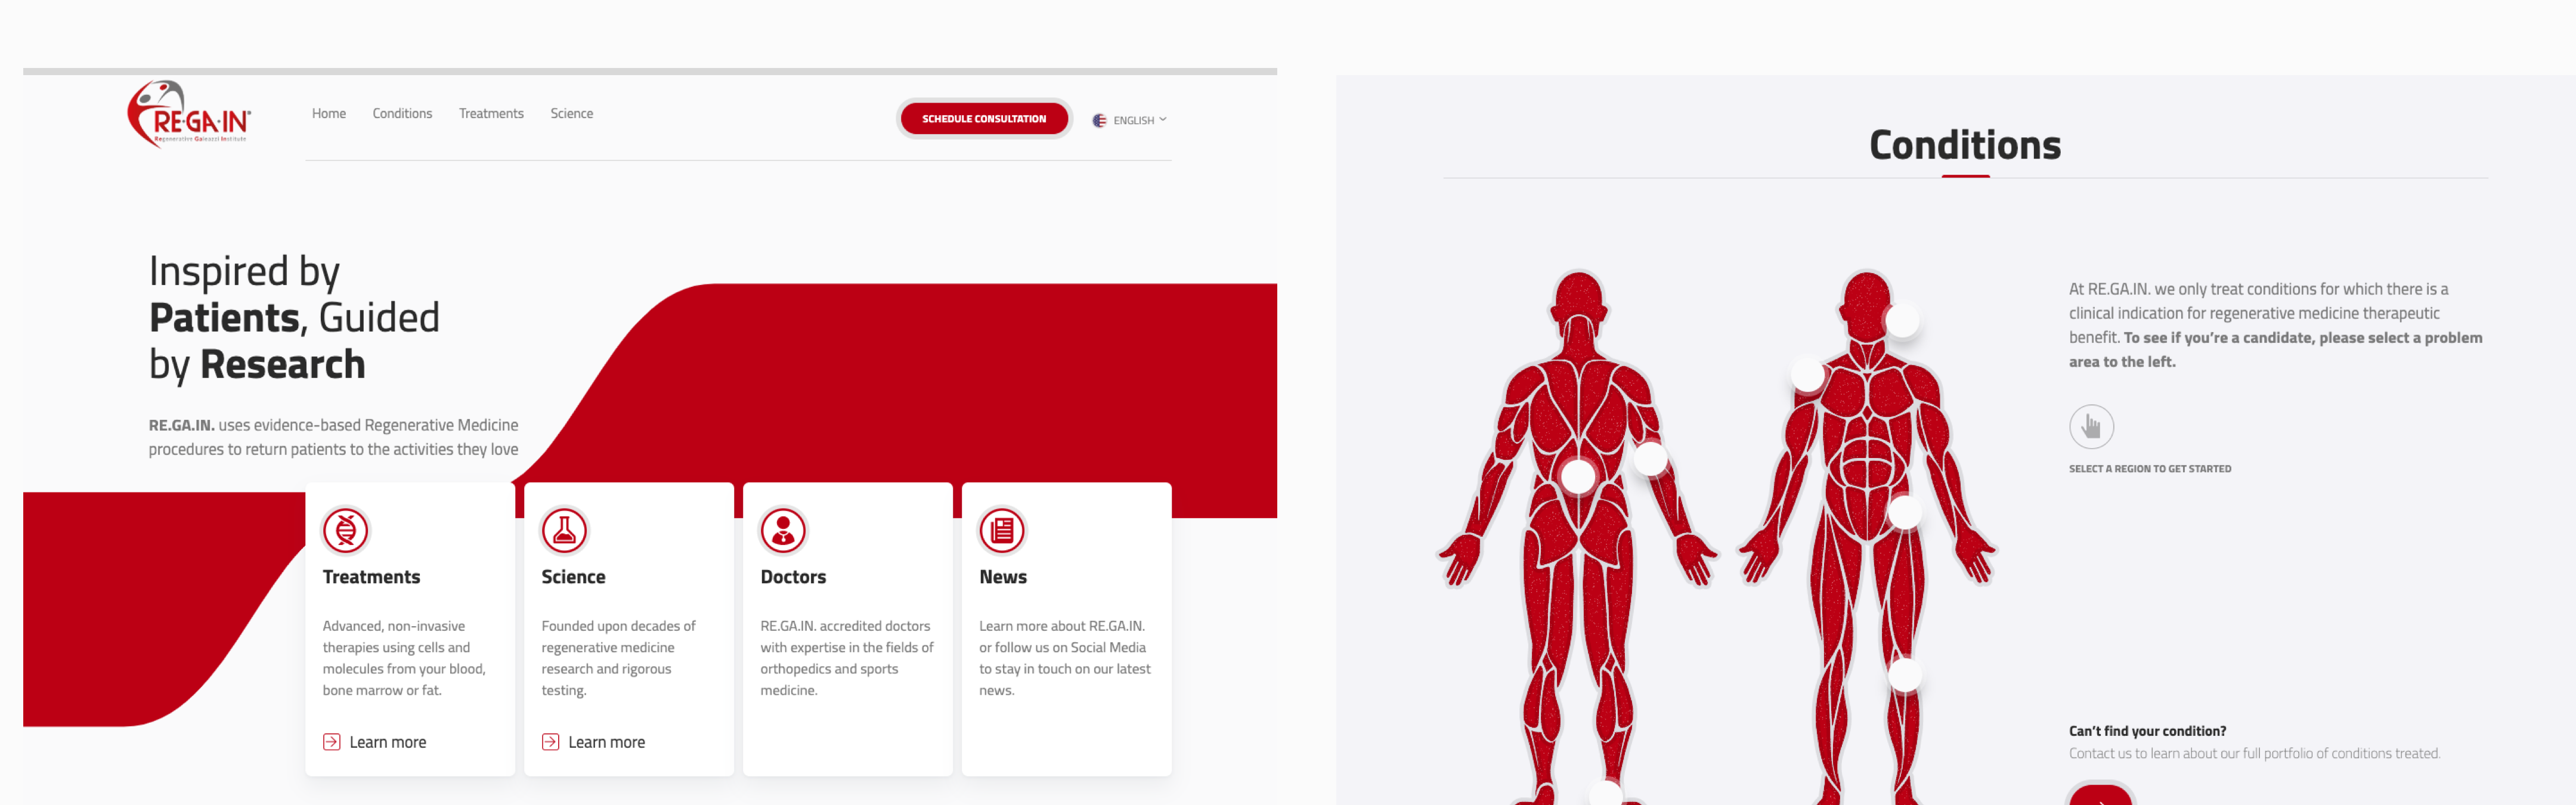 RE·GA·IN®
Regenerative Galeazzi Institute
Home
Conditions
Treatments
Science
SCHEDULE CONSULTATION
ENGLISH
Inspired by
Patients, Guided
by Research
RE.GA.IN. uses evidence-based Regenerative Medicine
procedures to return patients to the activities they love
Treatments
Advanced, non-invasive
therapies using cells and
molecules from your blood,
bone marrow or fat.
Learn more
Science
Founded upon decades of
regenerative medicine
research and rigorous
testing.
Learn more
Doctors
RE.GA.IN. accredited doctors
with expertise in the fields of
orthopedics and sports
medicine.
News
Learn more about RE.GA.IN.
or follow us on Social Media
to stay in touch on our latest
news.
Conditions
At RE.GA.IN. we only treat conditions for which there is a
clinical indication for regenerative medicine therapeutic
benefit. To see if you’re a candidate, please select a problem
area to the left.
SELECT A REGION TO GET STARTED
Can’t find your condition?
Contact us to learn about our full portfolio of conditions treated.